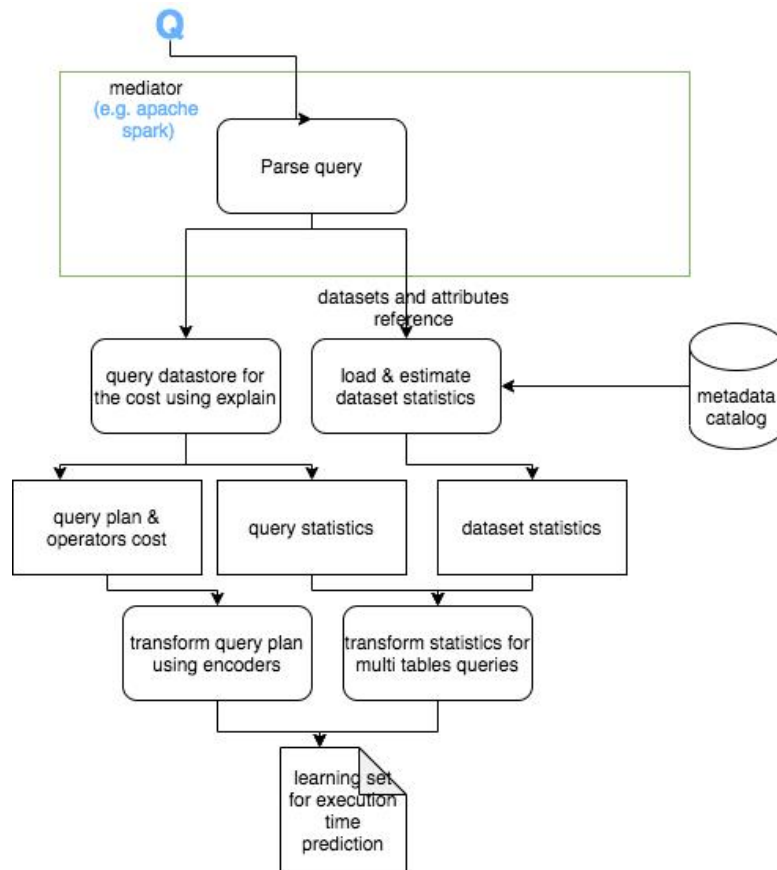 Q
mediator
(e.g. apache
spark)
Parse query
datasets and attributes
reference
query datastore for
the cost using explain
load & estimate
dataset statistics
metadata
catalog
query plan &
operators cost
query statistics
dataset statistics
transform query plan
using encoders
transform statistics for
multi tables queries
learning set
for execution
time
prediction